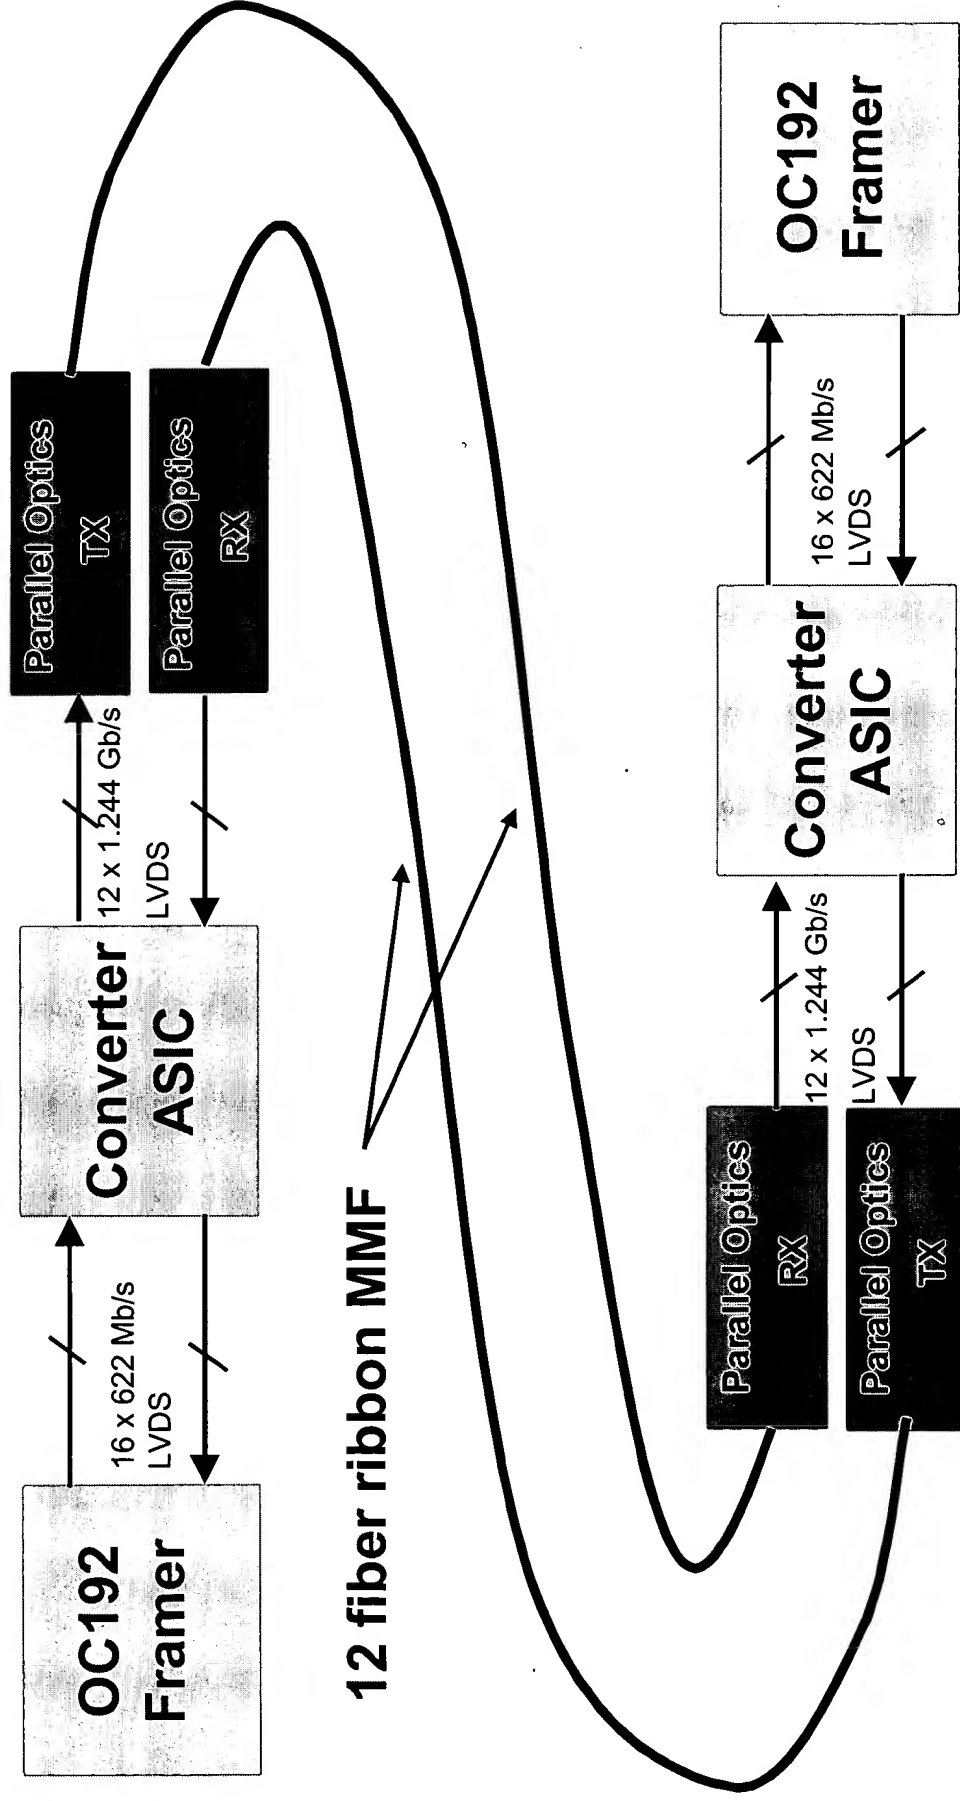 OC192
Framer
16 x 622 Mb/s
LVDS
Converter
ASIC
12 x 1.244 Gb/s
LVDS
Parallel Optics
TX
Parallel Optics
RX
12 fiber ribbon MMF
Parallel Optics
RX
Parallel Optics
TX
12 x 1.244 Gb/s
LVDS
Converter
ASIC
16 x 622 Mb/s
LVDS
OC192
Framer